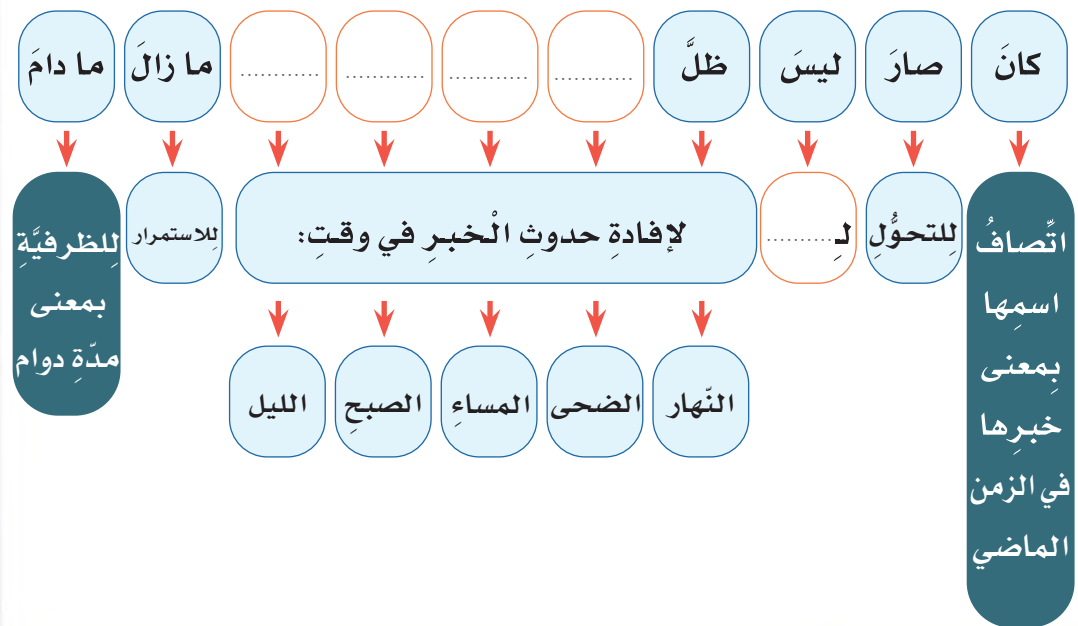 كانَ
صارَ
ليسَ
ظلَّ
............
............
............
............
ما زالَ
ما دامَ
اتِّصافُ
اسمِها
بِمعنى
خبرِها
في الزمن
الماضي
لِلتحوُّلِ
لِـ..........
لإفادةِ حدوثِ الْخبرِ في وقتِ:
لِلاستمرار
لِلظرفيَّةِ
بمعنى
مدّةِ دوام
النّهار
الضحى
المساءِ
الصبحِ
الليل